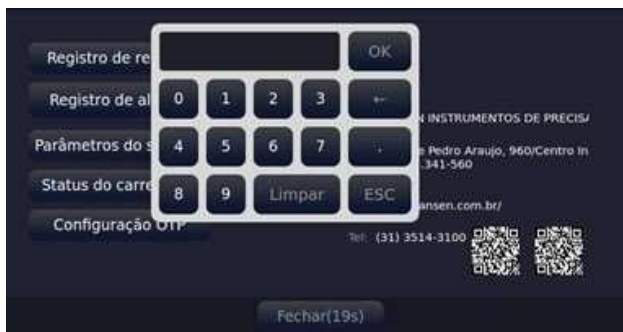 Registro de re
OK
Registro de al
0 1 2 3 ←
N INSTRUMENTOS DE PRECIS
Parâmetros do s
4 5 6 7 .
e Pedro Araujo, 960/Centro In
.341-560
Status do carre
8 9 Limpar ESC
ansen.com.br/
Configuração OTP
Tel: (31) 3514-3100
Fechar(19s)